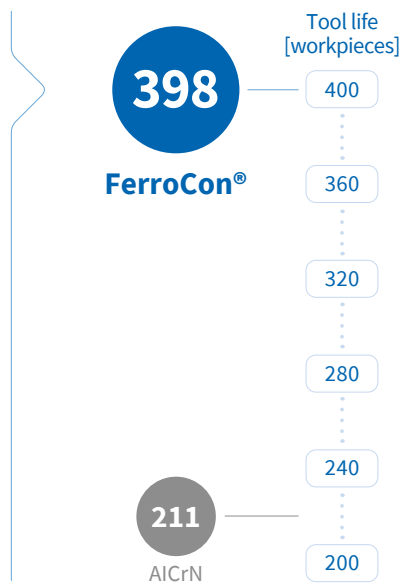 Tool life
[workpieces]
398
400
FerroCon®
360
320
280
240
211
AlCrN
200